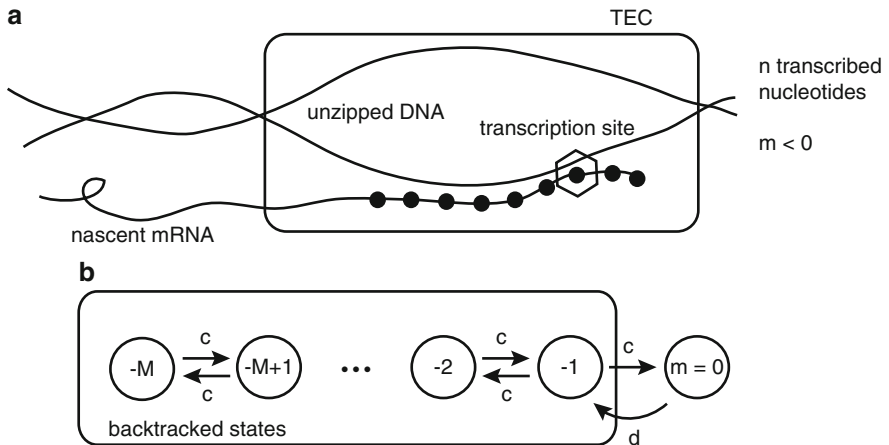 a
TEC
unzipped DNA
transcription site
n transcribed
nucleotides
m < 0
nascent mRNA
b
c
c
c
-M
-M+1
...
-2
-1
m = 0
c
c
d
backtracked states